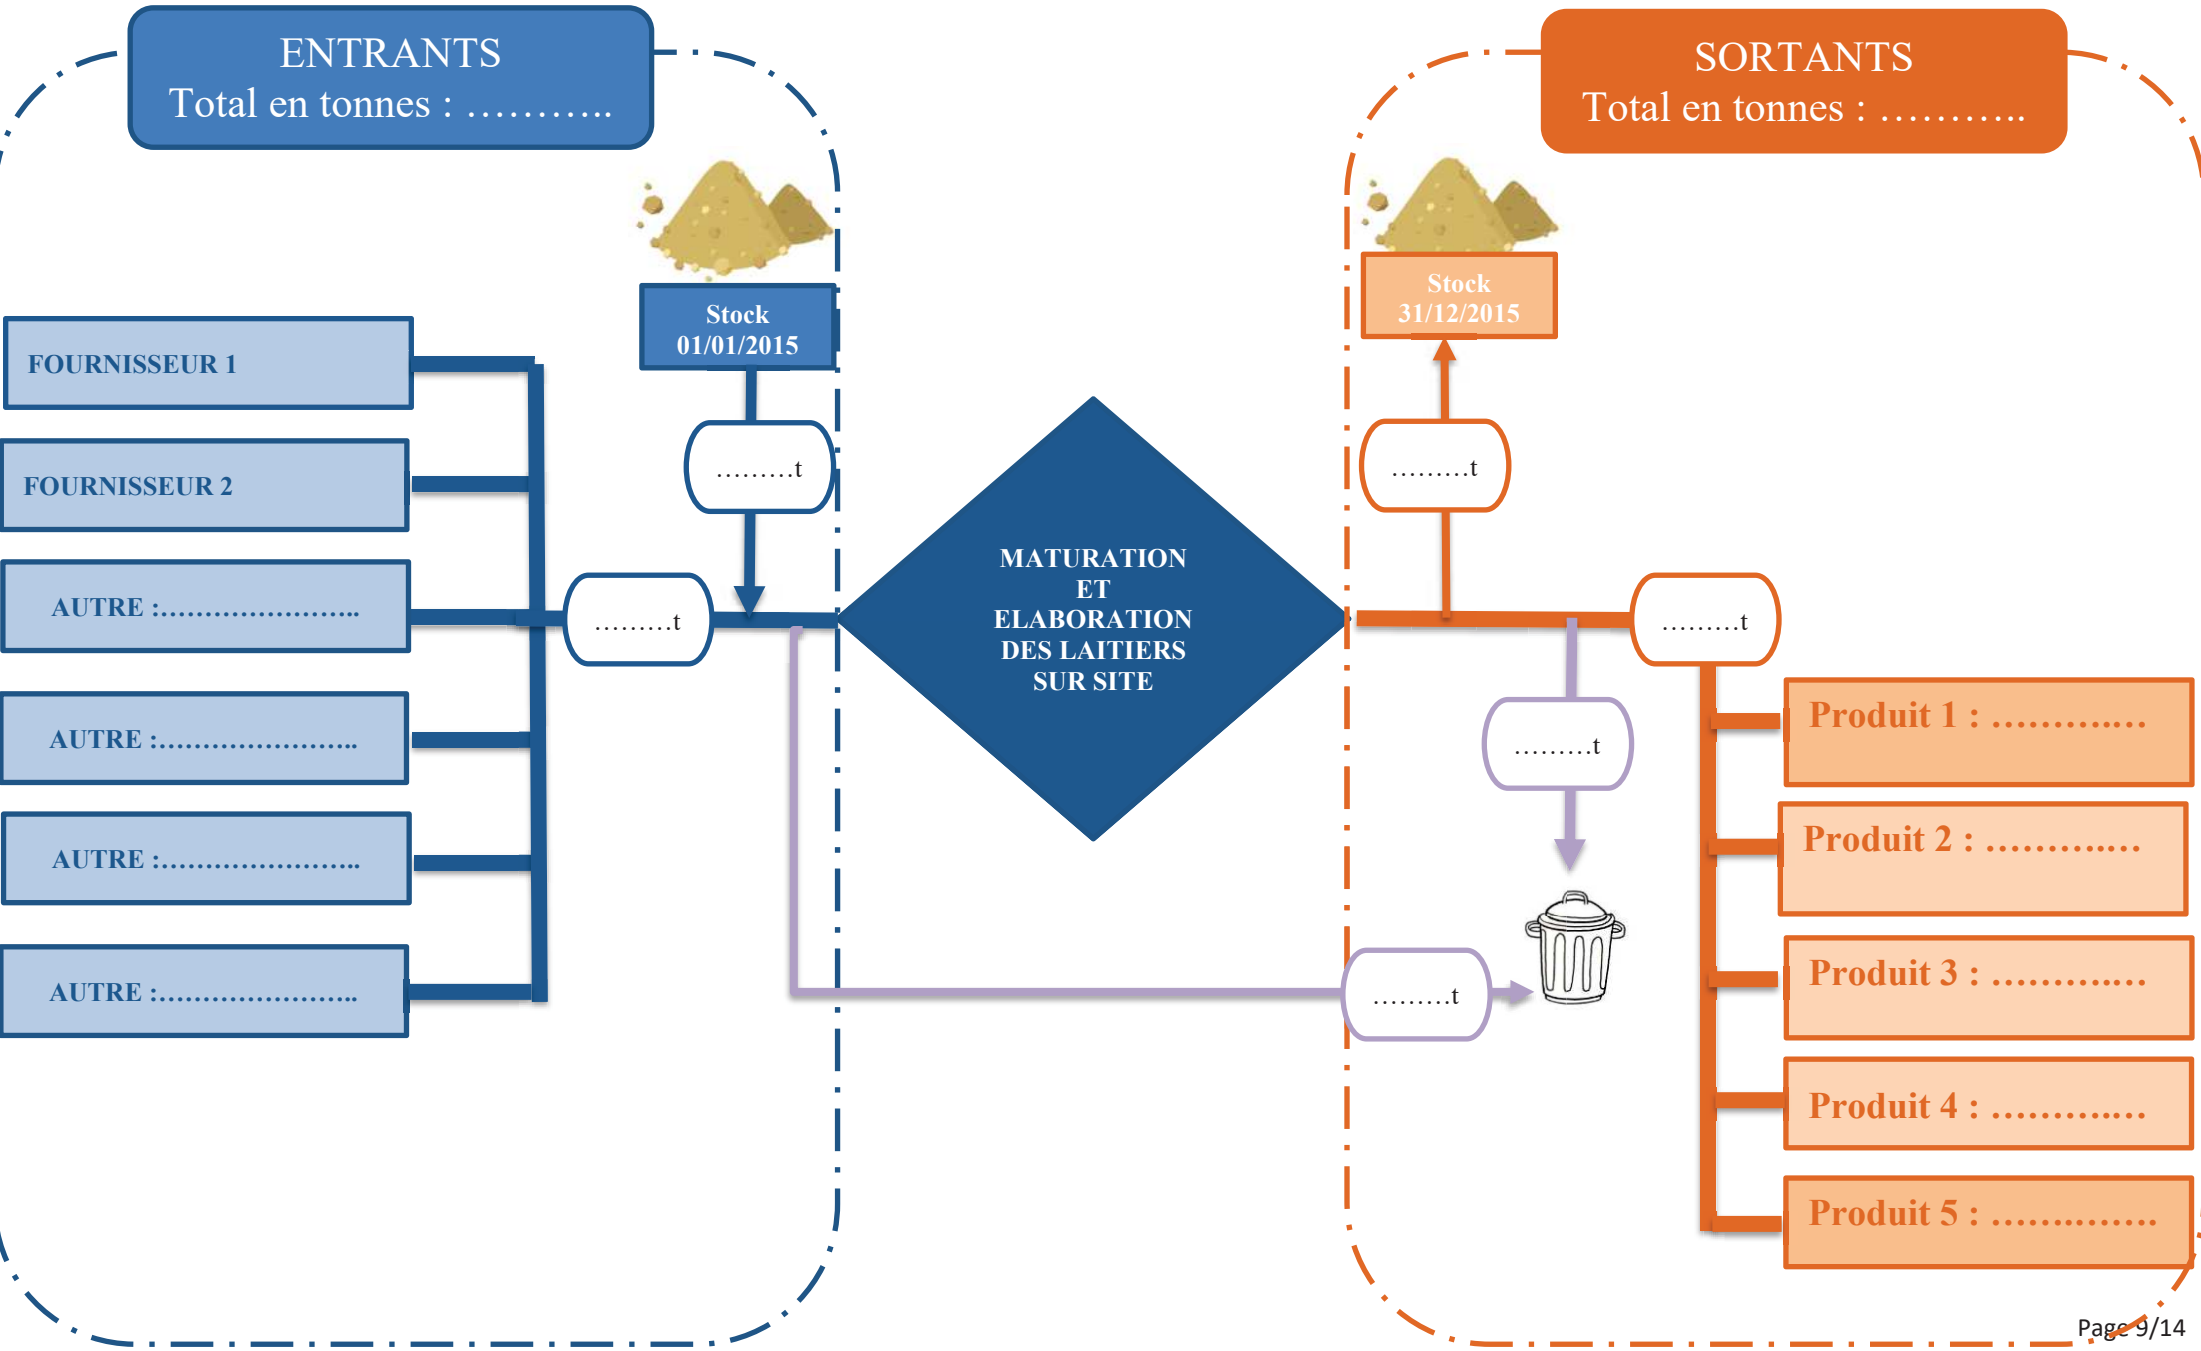 ENTRANTS
Total en tonnes : ………..
SORTANTS
Total en tonnes : ………..
Stock
01/01/2015
Stock
31/12/2015
FOURNISSEUR 1
FOURNISSEUR 2
AUTRE :…………………..
AUTRE :…………………..
AUTRE :…………………..
AUTRE :…………………..
………t
………t
MATURATION
ET
ELABORATION
DES LAITIERS
SUR SITE
………t
………t
………t
………t
Produit 1 : ………..…
Produit 2 : ………..…
Produit 3 : ………..…
Produit 4 : ………..…
Produit 5 : ……..…….
Page 9/14